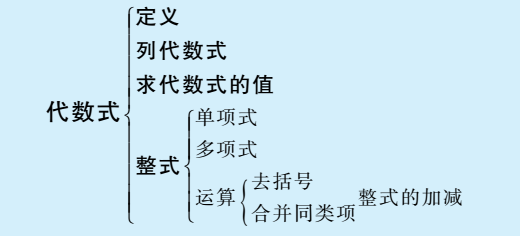 代数式
定义
列代数式
求代数式的值
整式
单项式
多项式
运算
去括号
合并同类项
整式的加减